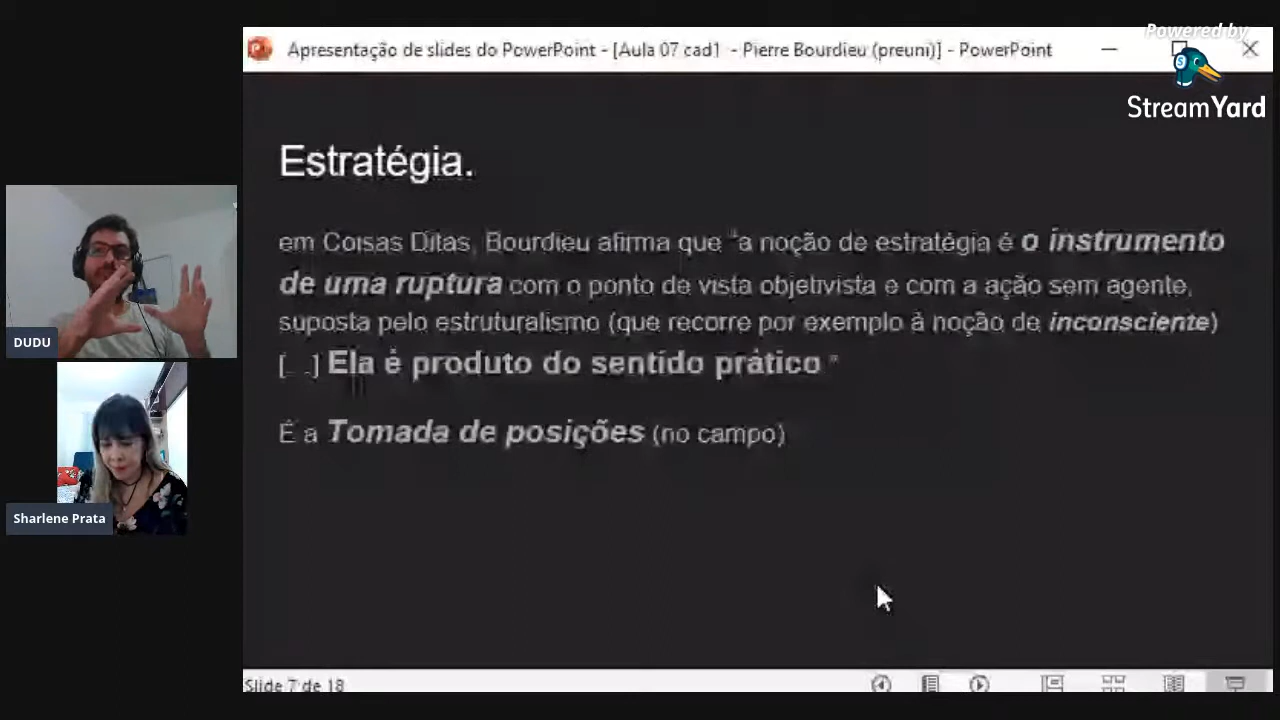 Apresentação de slides do PowerPoint - [Aula 07 cad1 - Pierre Bourdieu (preuni)] - PowerPoint
Powered by
StreamYard
Estratégia.
em Coisas Ditas, Bourdieu afirma que "a noção de estratégia é o instrumento
de uma ruptura com o ponto de vista objetivista e com a ação sem agente,
suposta pelo estruturalismo (que recorre por exemplo à noção de inconsciente)
[...] Ela é produto do sentido prático "
É a Tomada de posições (no campo)
DUDU
Sharlene Prata
Slide 7 de 18